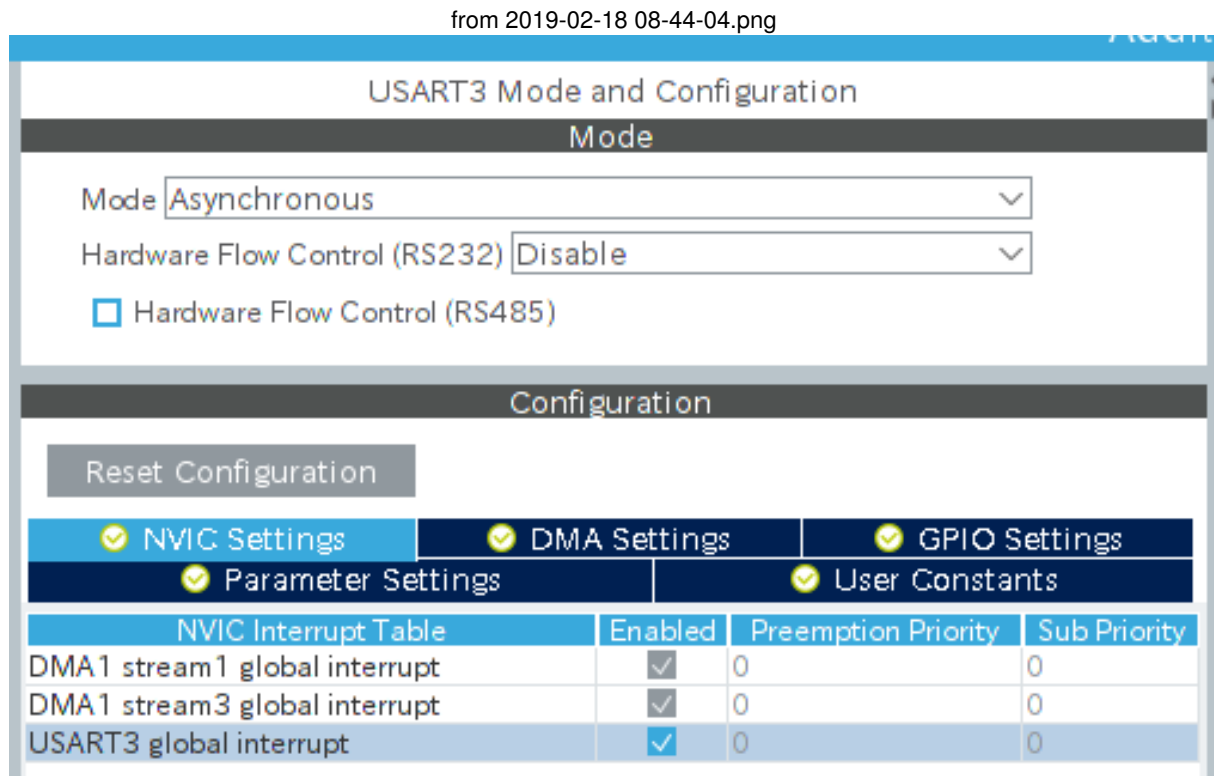 from 2019-02-18 08-44-04.png
USART3 Mode and Configuration
Mode
Mode Asynchronous
Hardware Flow Control (RS232) Disable
Hardware Flow Control (RS485)
Configuration
Reset Configuration
NVIC Settings DMA Settings GPIO Settings
Parameter Settings User Constants
NVIC Interrupt Table Enabled Preemption Priority Sub Priority
DMA1 stream1 global interrupt 0 0
DMA1 stream3 global interrupt 0 0
USART3 global interrupt 0 0